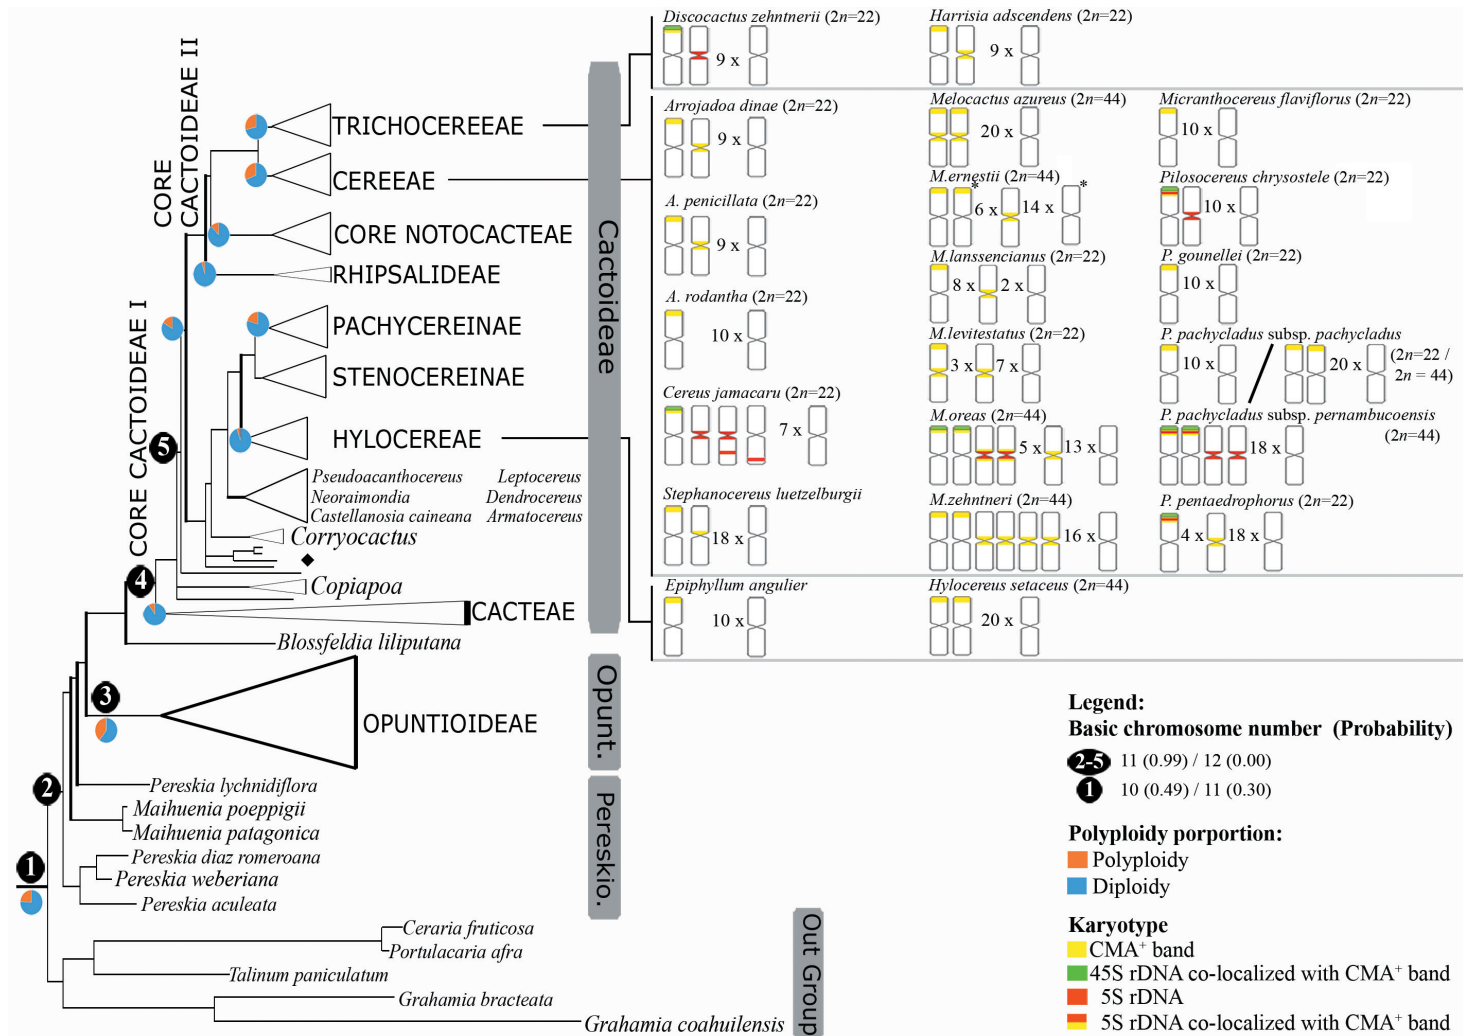 CORE
CACTOIDEAE II
CORE CACTOIDEAE I
TRICHOCEREEAE
CEREEAE
CORE NOTOCACTEAE
RHIPSALIDEAE
PACHYCEREINAE
STENOCEREINAE
HYLOCEREAE
Pseudoacanthocereus Leptocereus
Neoraimondia Dendrocereus
Castellanosia caineana Armatocereus
Corryocactus
Copiapoa
CACTEAE
Blossfeldia liliputana
OPUNTIOIDEAE
Pereskia lychnidiflora
Maihuenia poeppigii
Maihuenia patagonica
Pereskia diaz romeroana
Pereskia weberiana
Pereskia aculeata
Ceraria fruticosa
Portulacaria afra
Talinum paniculatum
Grahamia bracteata
Grahamia coahuilensis
5
4
3
2
1
Cactoideae
Opunt.
Pereskio.
Out Group
Discocactus zehntnerii (2n=22)
9 x
Harrisia adscendens (2n=22)
9 x
Arrojadoa dinae (2n=22)
9 x
A. penicillata (2n=22)
9 x
A. rodantha (2n=22)
10 x
Cereus jamacaru (2n=22)
7 x
Stephanocereus luetzelburgii
18 x
Melocactus azureus (2n=44)
20 x
M.ernestii (2n=44)
* 6 x 14 x *
M.lanssencianus (2n=22)
8 x 2 x
M.levitestatus (2n=22)
3 x 7 x
M.oreas (2n=44)
5 x 13 x
M.zehntneri (2n=44)
16 x
Micranthocereus flaviflorus (2n=22)
10 x
Pilosocereus chrysostele (2n=22)
10 x
P. gounellei (2n=22)
10 x
P. pachycladus subsp. pachycladus
10 x 20 x (2n=22 /
2n = 44)
P. pachycladus subsp. pernambucoensis
(2n=44)
18 x
P. pentaedrophorus (2n=22)
4 x 18 x
Epiphyllum angulier
10 x
Hylocereus setaceus (2n=44)
20 x
Legend:
Basic chromosome number (Probability)
2-5 11 (0.99) / 12 (0.00)
1 10 (0.49) / 11 (0.30)
Polyploidy porportion:
Polyploidy
Diploidy
Karyotype
CMA+ band
45S rDNA co-localized with CMA+ band
5S rDNA
5S rDNA co-localized with CMA+ band